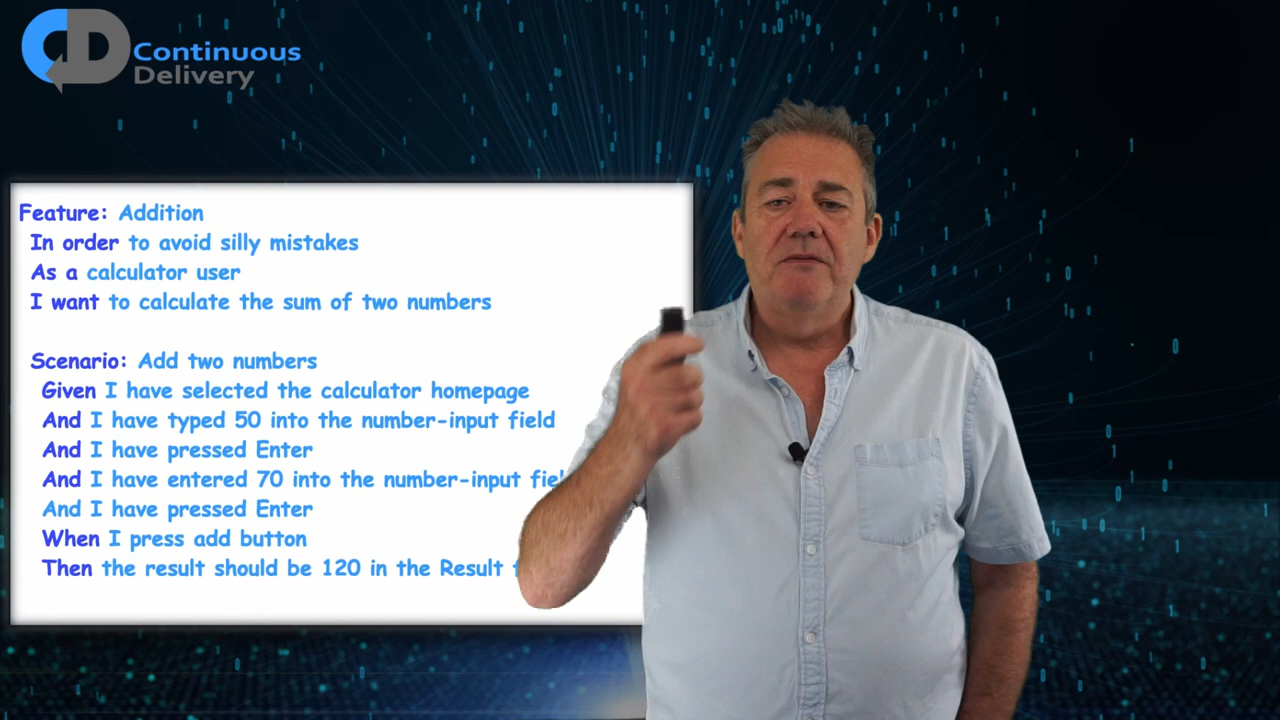 Continuous
Delivery
Feature: Addition
In order to avoid silly mistakes
As a calculator user
I want to calculate the sum of two numbers
Scenario: Add two numbers
Given I have selected the calculator homepage
And I have typed 50 into the number-input field
And I have pressed Enter
And I have entered 70 into the number-input
And I have pressed Enter
When I press add button
Then the result should be 120 in the Result